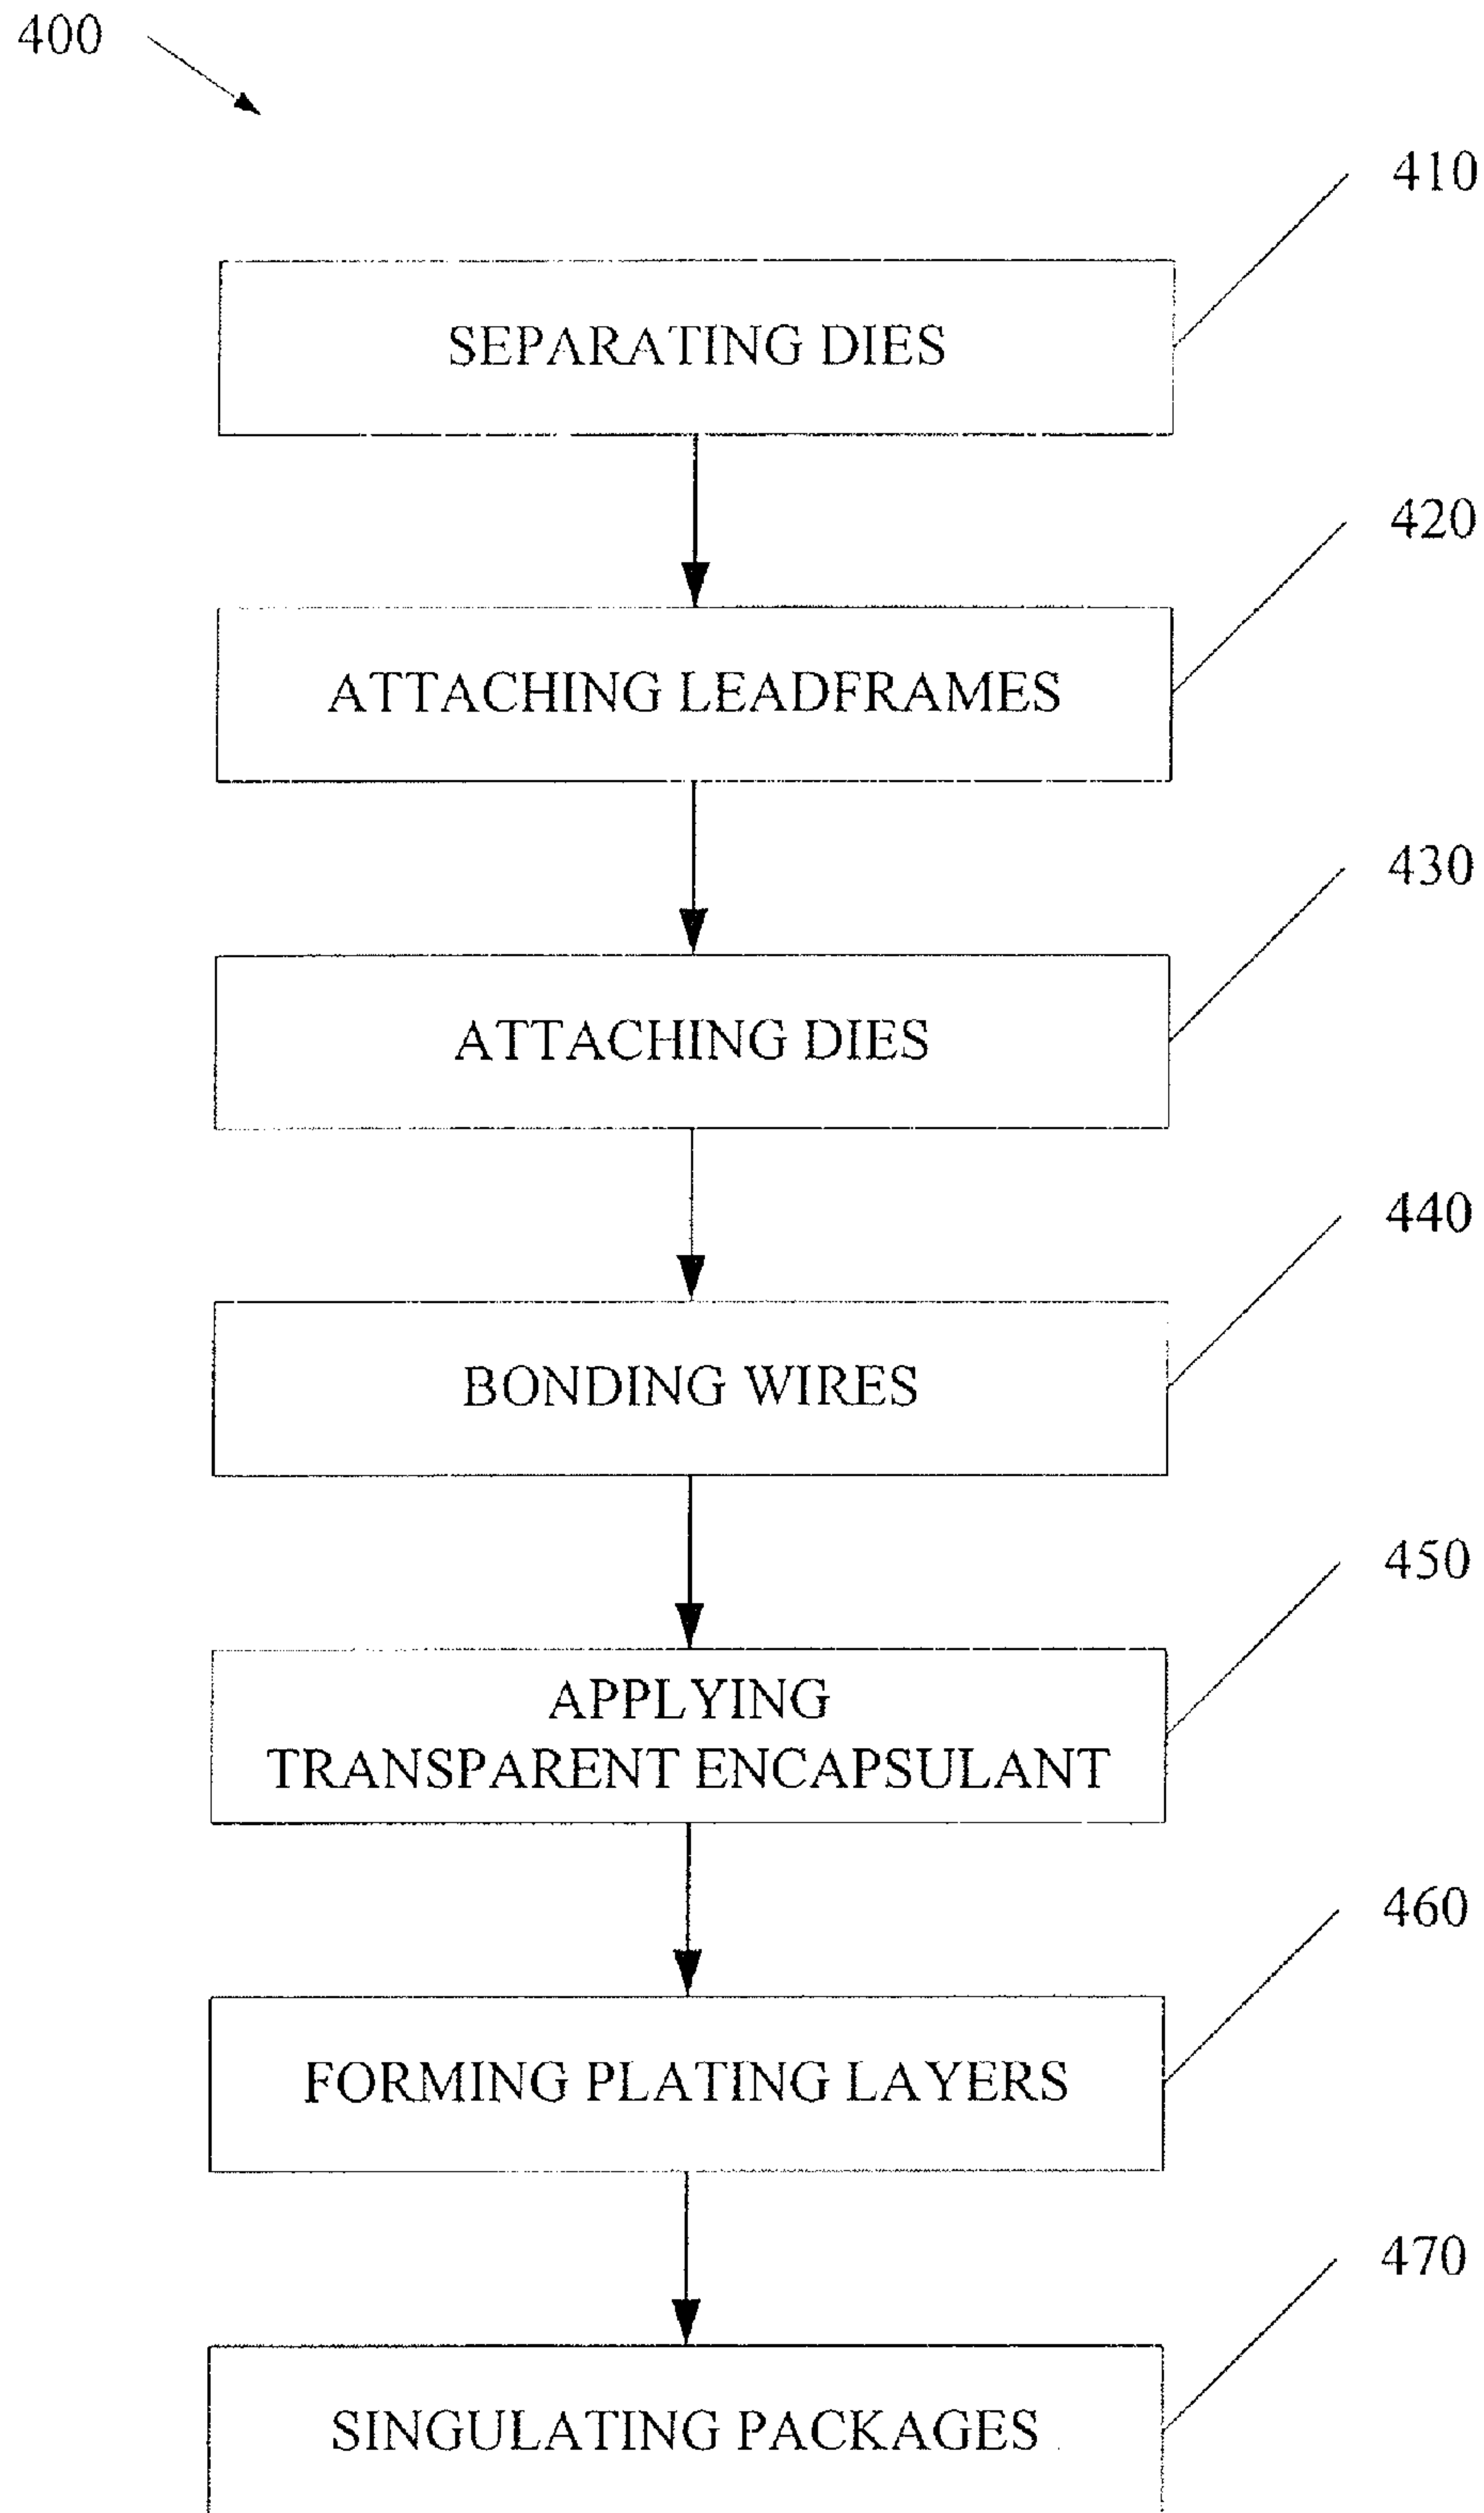 400
410
SEPARATING DIES
420
ATTACHING LEADFRAMES
430
ATTACHING DIES
440
BONDING WIRES
450
APPLYING
TRANSPARENT ENCAPSULANT
460
FORMING PLATING LAYERS
470
SINGULATING PACKAGES